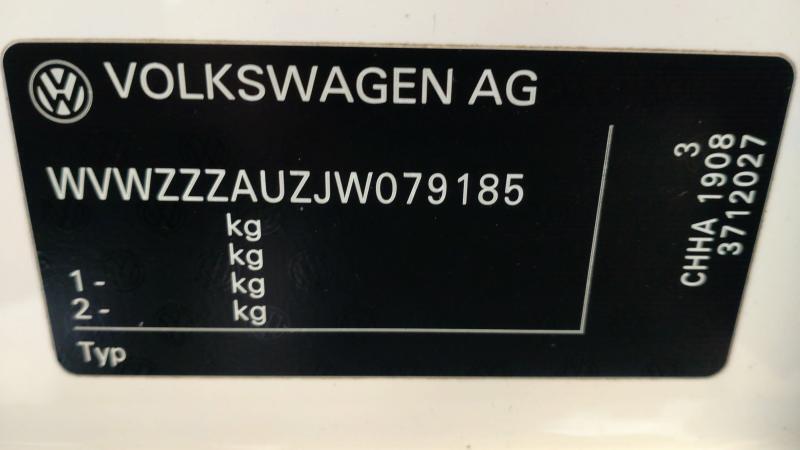 VOLKSWAGEN AG
WVWZZZAUZJW079185
kg
kg
1 - kg
2 - kg
Typ
3
CHHA 1908
3712027